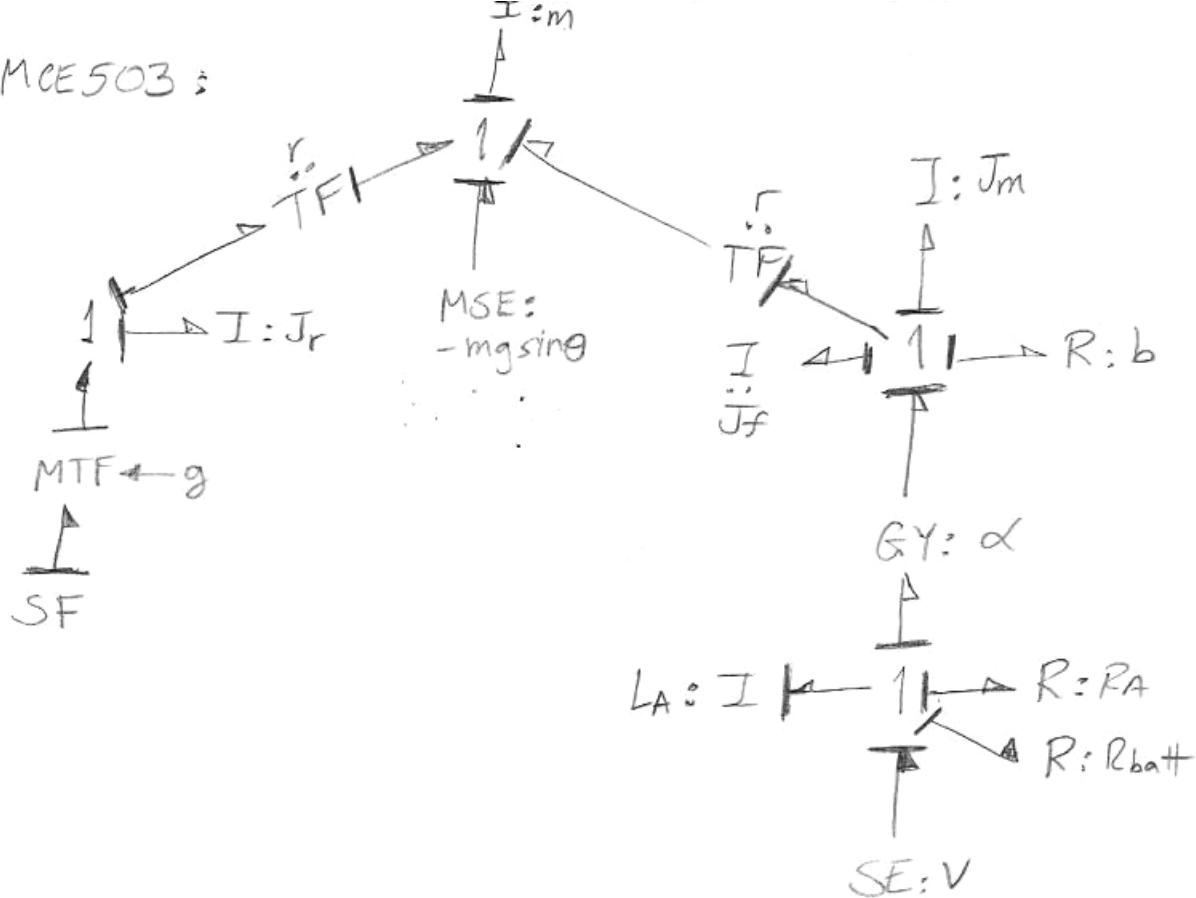 I:m
MCE503:
1
r
:
TF
I:Jm
r
:
TF
1
I:Jr
MSE:
-mgsinθ
I
:
Jf
1
R:b
MTF
g
GY:α
SF
LA:I
1
R:RA
R:Rbatt
SE:V